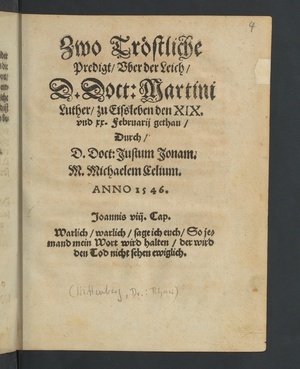 4
Zwo Tröstliche
Predigt/ Vber der Leich/
D. Doct: Martini
Luther/ zu Eissleben den XIX.
vnd xx. Februarij gethan/
Durch/
D. Doct: Justum Jonam.
M. Michaelem Celium.
ANNO 1546.
Joannis viij. Cap.
Warlich/ warlich/ sage ich euch/ So je-
mand mein Wort wird halten/ der wird
den Tod nicht sehen ewiglich.
(Wittenberg,